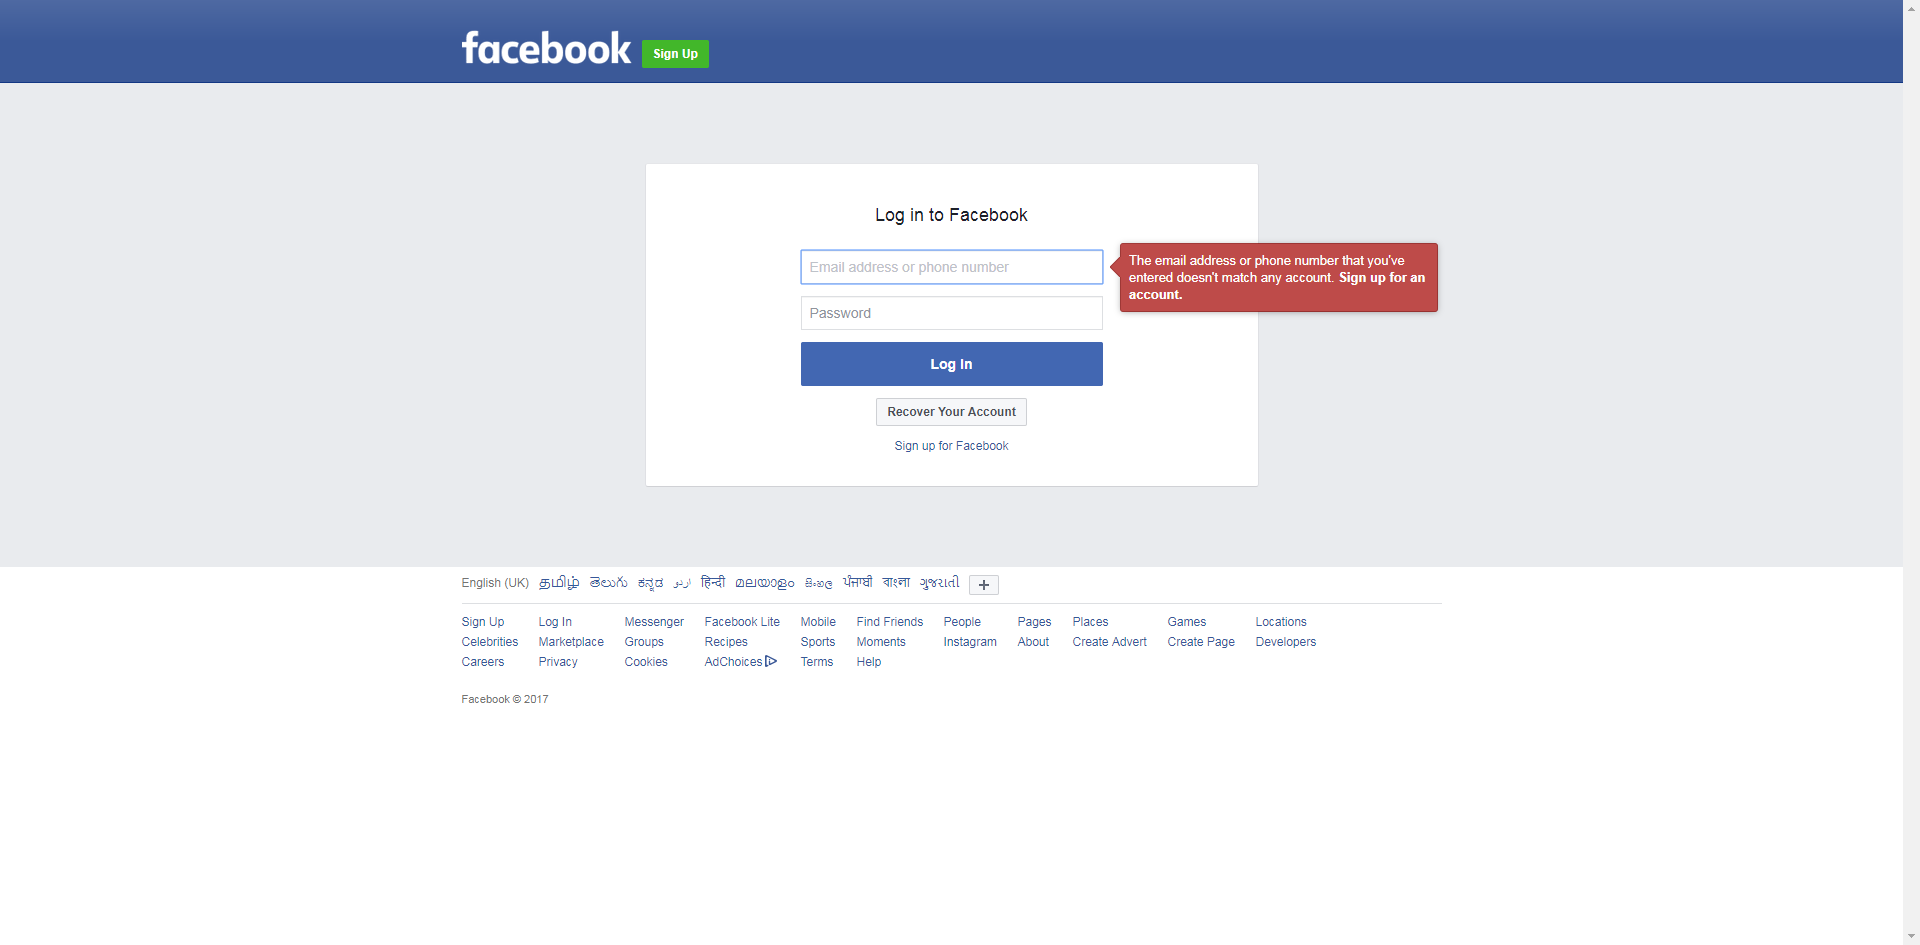 facebook
Sign Up
Log in to Facebook
Email address or phone number
The email address or phone number that you've
entered doesn't match any account. Sign up for an
account.
Password
Log In
Recover Your Account
Sign up for Facebook
English (UK) தமிழ் తెలుగు ಕನ್ನಡ اردو हिन्दी മലയാളം සිංහල ਪੰਜਾਬੀ বাংলা ગુજરાતી +
Sign Up Log In Messenger Facebook Lite Mobile Find Friends People Pages Places Games Locations
Celebrities Marketplace Groups Recipes Sports Moments Instagram About Create Advert Create Page Developers
Careers Privacy Cookies AdChoices Terms Help
Facebook © 2017